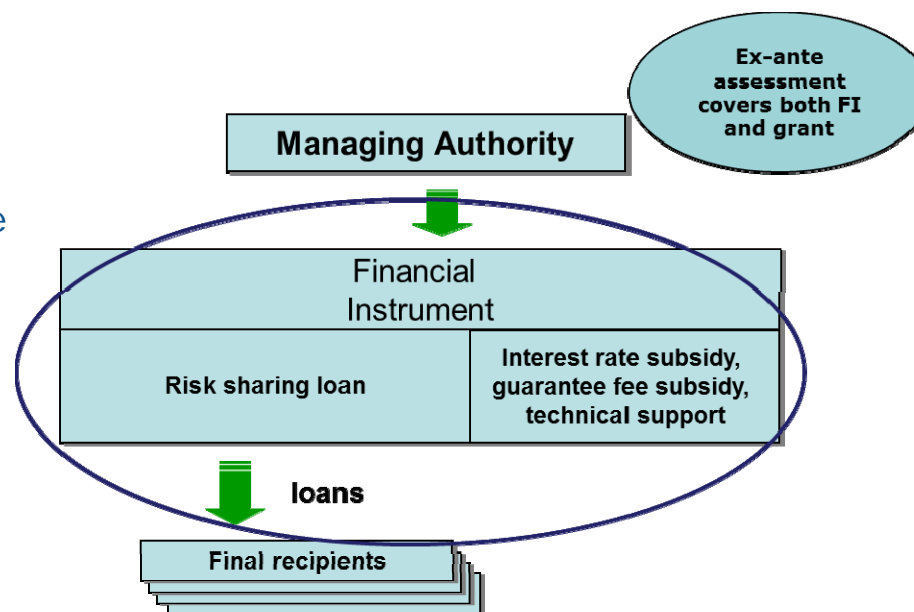 Ex-ante
assessment
covers both FI
and grant
Managing Authority
e
Financial
Instrument
Risk sharing loan
Interest rate subsidy,
guarantee fee subsidy,
technical support
loans
Final recipients